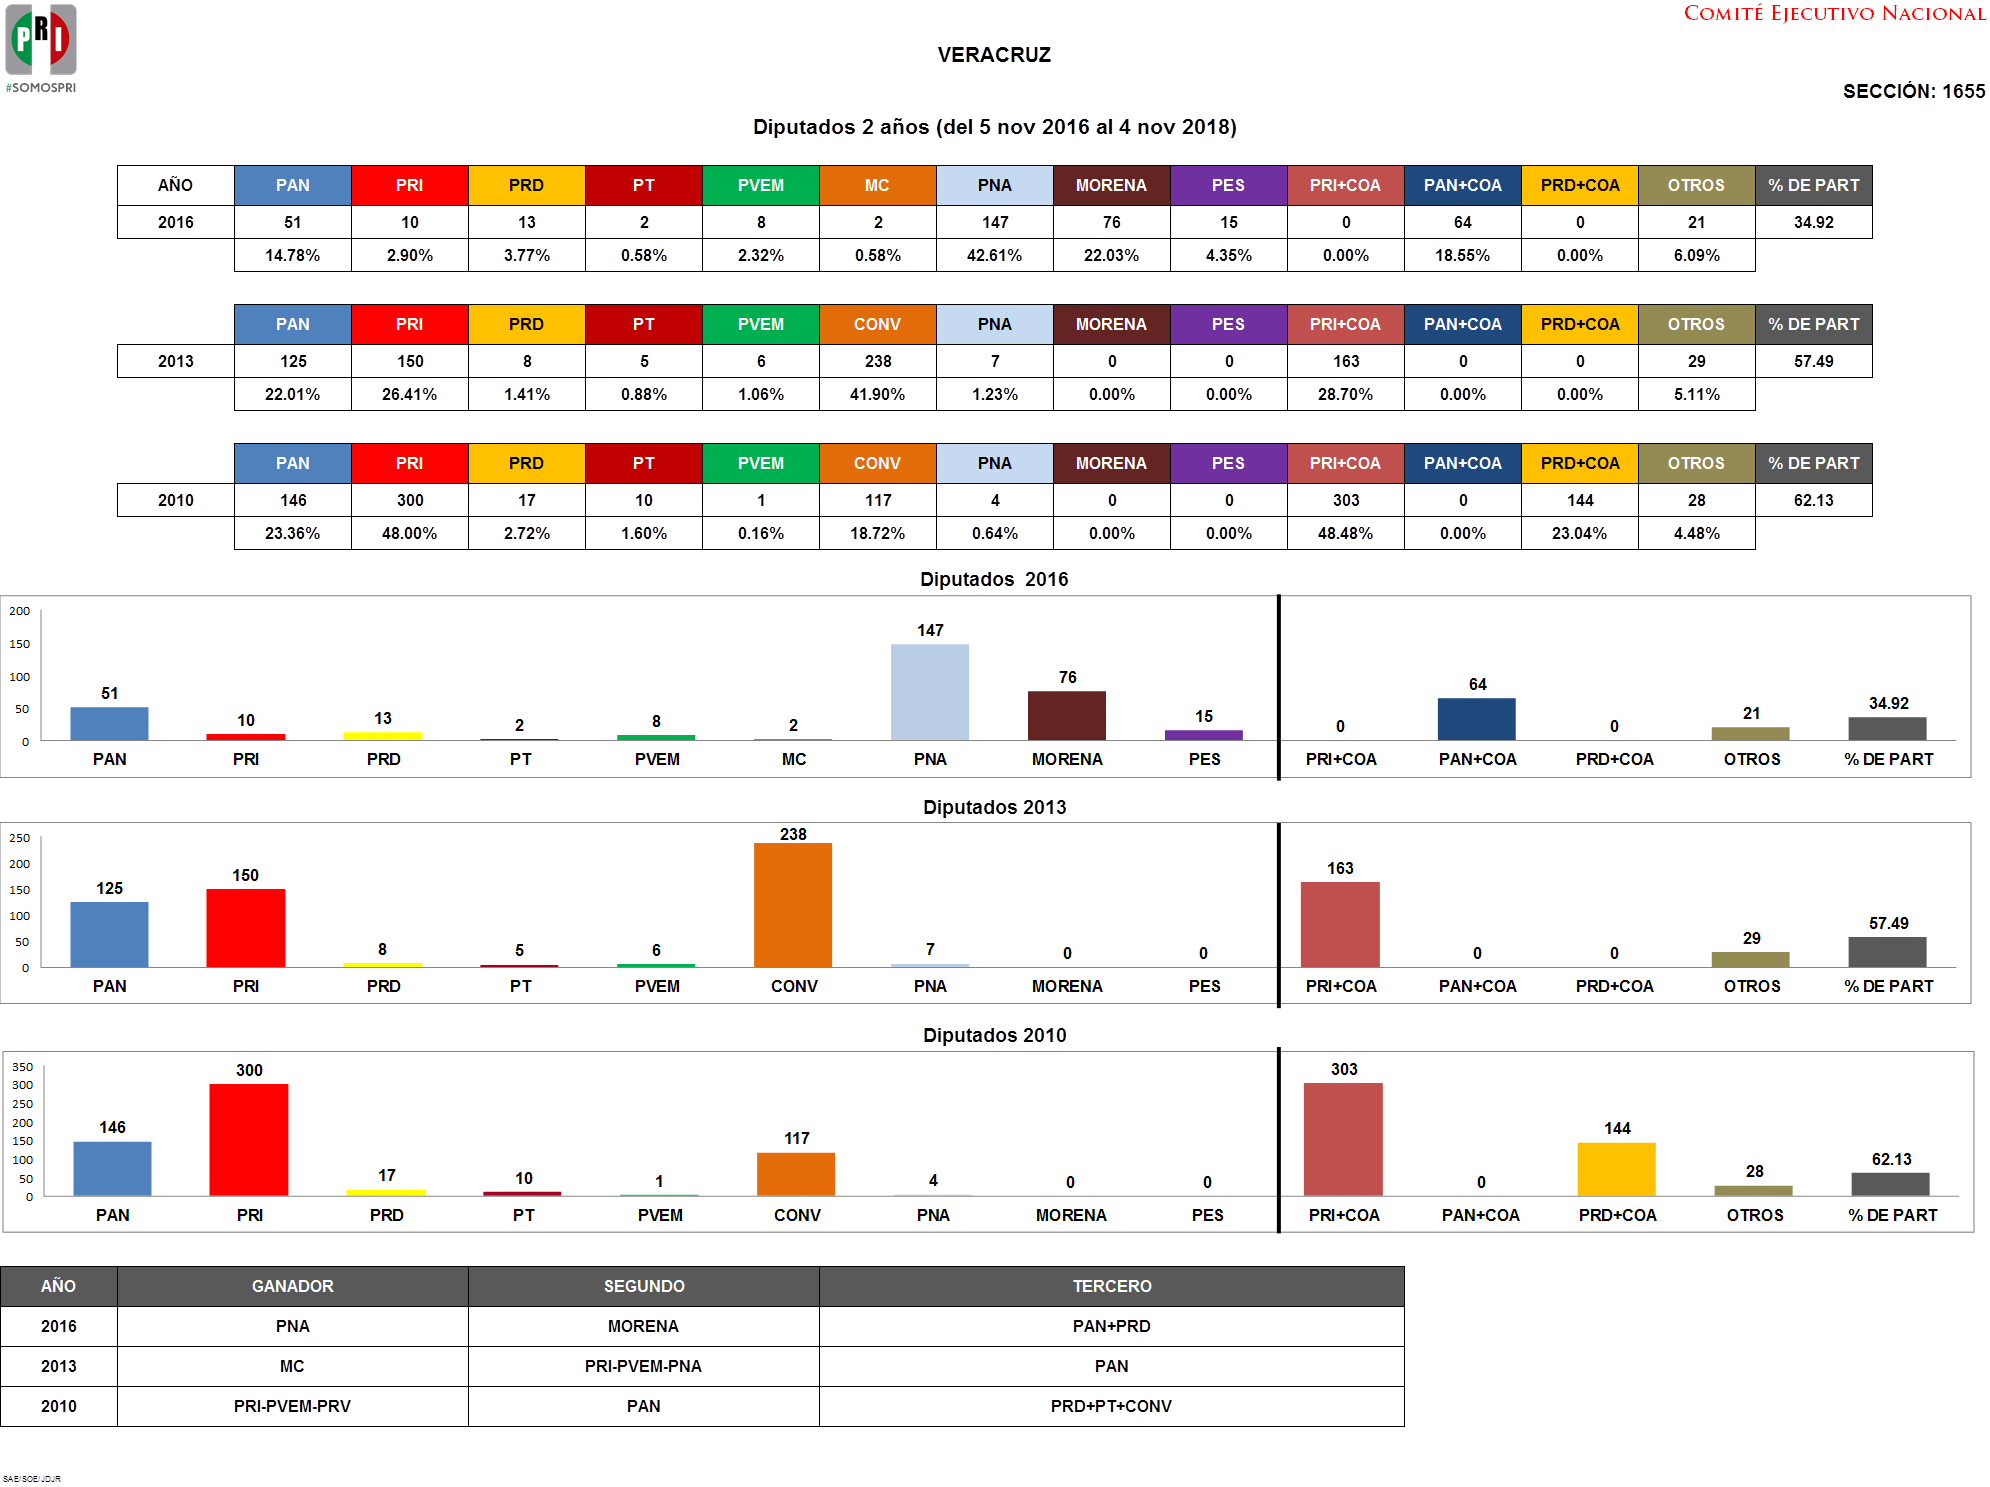 PRI
#SOMOSPRI
COMITÉ EJECUTIVO NACIONAL
VERACRUZ
SECCIÓN: 1655
Diputados 2 años (del 5 nov 2016 al 4 nov 2018)
AÑO PAN PRI PRD PT PVEM MC PNA MORENA PES PRI+COA PAN+COA PRD+COA OTROS % DE PART
2016 51 10 13 2 8 2 147 76 15 0 64 0 21 34.92
14.78% 2.90% 3.77% 0.58% 2.32% 0.58% 42.61% 22.03% 4.35% 0.00% 18.55% 0.00% 6.09%
PAN PRI PRD PT PVEM CONV PNA MORENA PES PRI+COA PAN+COA PRD+COA OTROS % DE PART
2013 125 150 8 5 6 238 7 0 0 163 0 0 29 57.49
22.01% 26.41% 1.41% 0.88% 1.06% 41.90% 1.23% 0.00% 0.00% 28.70% 0.00% 0.00% 5.11%
PAN PRI PRD PT PVEM CONV PNA MORENA PES PRI+COA PAN+COA PRD+COA OTROS % DE PART
2010 146 300 17 10 1 117 4 0 0 303 0 144 28 62.13
23.36% 48.00% 2.72% 1.60% 0.16% 18.72% 0.64% 0.00% 0.00% 48.48% 0.00% 23.04% 4.48%
Diputados 2016
200
150
100
50
0
51 10 13 2 8 2 147 76 15 0 64 0 21 34.92
PAN PRI PRD PT PVEM MC PNA MORENA PES PRI+COA PAN+COA PRD+COA OTROS % DE PART
Diputados 2013
250
200
150
100
50
0
125 150 8 5 6 238 7 0 0 163 0 0 29 57.49
PAN PRI PRD PT PVEM CONV PNA MORENA PES PRI+COA PAN+COA PRD+COA OTROS % DE PART
Diputados 2010
350
300
250
200
150
100
50
0
146 300 17 10 1 117 4 0 0 303 0 144 28 62.13
PAN PRI PRD PT PVEM CONV PNA MORENA PES PRI+COA PAN+COA PRD+COA OTROS % DE PART
AÑO GANADOR SEGUNDO TERCERO
2016 PNA MORENA PAN+PRD
2013 MC PRI-PVEM-PNA PAN
2010 PRI-PVEM-PRV PAN PRD+PT+CONV
SAE/SOE/JDJR